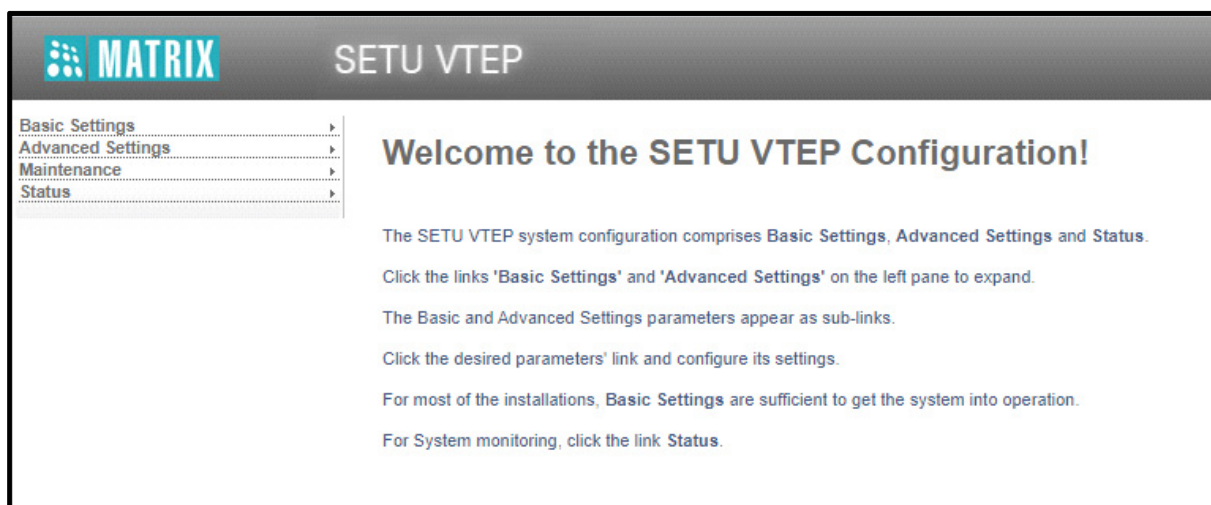 MATRIX
SETU VTEP
Basic Settings
Advanced Settings
Maintenance
Status
Welcome to the SETU VTEP Configuration!
The SETU VTEP system configuration comprises Basic Settings, Advanced Settings and Status.
Click the links 'Basic Settings' and 'Advanced Settings' on the left pane to expand.
The Basic and Advanced Settings parameters appear as sub-links.
Click the desired parameters' link and configure its settings.
For most of the installations, Basic Settings are sufficient to get the system into operation.
For System monitoring, click the link Status.